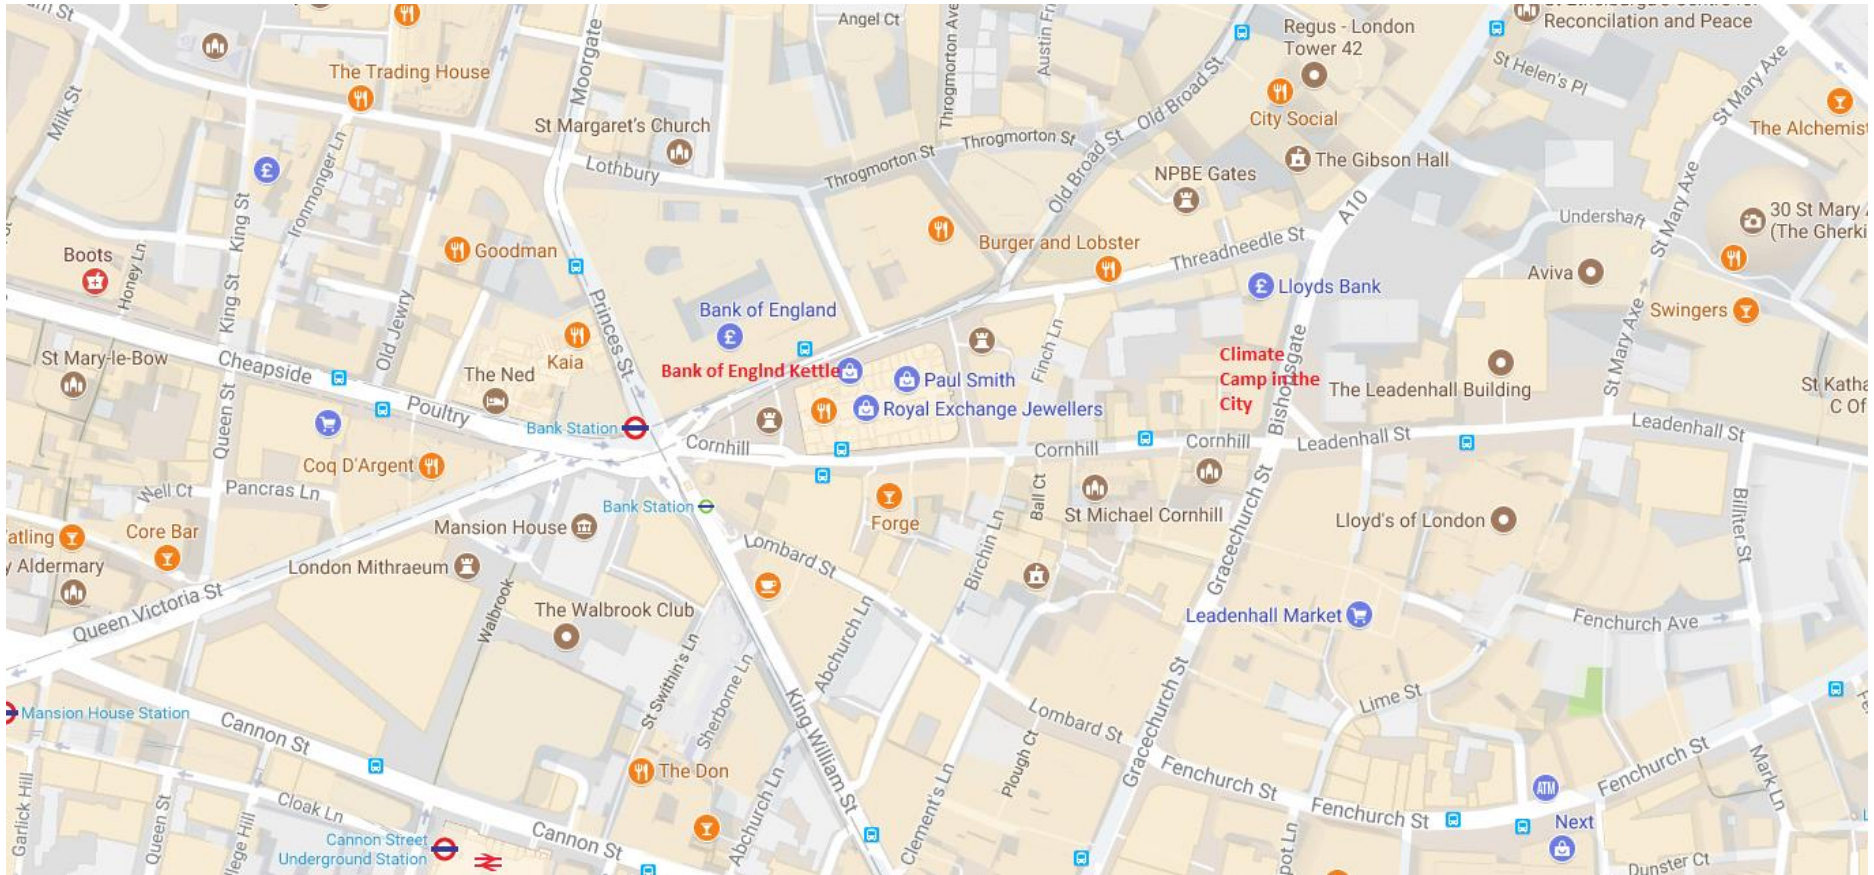 Angel Ct
Throgmorton Ave
Austin Fri
Regus - London
Tower 42
Reconcilation and Peace
St Helen's Pl
St Mary Axe
Moorgate
The Trading House
Milk St
St Margaret's Church
Lothbury
Throgmorton St
Throgmorton St
Old Broad St
Old Broad St
City Social
The Gibson Hall
The Alchemist
NPBE Gates
A10
Undershaft
St Mary Axe
30 St Mary A
(The Gherki
£
Ironmonger Ln
King St
Goodman
Burger and Lobster
Threadneedle St
Boots
Honey Ln
King St
Old Jewry
Princes St
Bank of England
£
£
Lloyds Bank
Aviva
Swingers
St Mary Axe
St Mary-le-Bow
Cheapside
The Ned
Kaia
Bank of Englnd Kettle
Paul Smith
Royal Exchange Jewellers
Finch Ln
Climate
Camp in the
City
Bishopsgate
The Leadenhall Building
St Katha
C Of
Queen St
Poultry
Bank Station
Cornhill
Cornhill
Cornhill
Leadenhall St
Leadenhall St
Coq D'Argent
Well Ct
Pancras Ln
Bank Station
Mansion House
Forge
Ball Ct
St Michael Cornhill
Gracechurch St
Lloyd's of London
Billiter St
Core Bar
y Aldermary
London Mithraeum
Lombard St
Birchin Ln
Queen Victoria St
Walbrook
The Walbrook Club
Abchurch Ln
Leadenhall Market
Fenchurch Ave
St Swithin's Ln
Sherborne Ln
King William St
Lombard St
Gracechurch St
Lime St
Mansion House Station
Cannon St
The Don
Plough Ct
Fenchurch St
Fenchurch St
Fenchurch St
Mark Ln
ATM
Next
Garlick Hill
Queen St
Cloak Ln
Cannon Street
Underground Station
Cannon St
Abchurch Ln
Clement's Ln
Dunster Ct